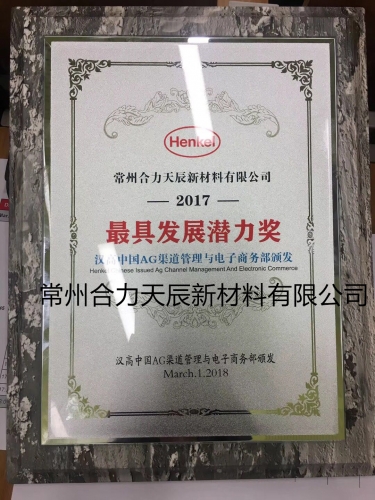 Henkel
常州合力天辰新材料有限公司
2017
最具发展潜力奖
汉高中国AG渠道管理与电子商务部颁发
Henkel Chinese Issued Ag Channel Management And Electronic Commerce
常州合力天辰新材料有限公司
汉高中国AG渠道管理与电子商务部颁发
March.1.2018